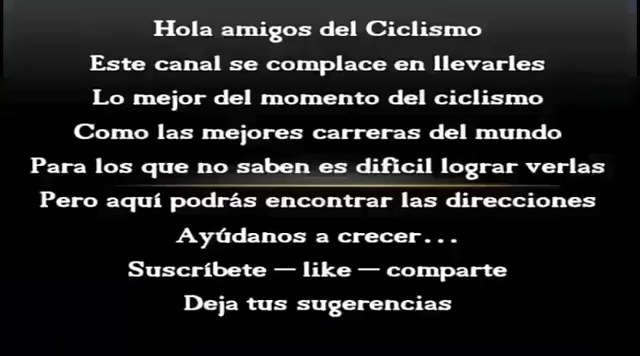 Hola amigos del Ciclismo
Este canal se complace en llevarles
Lo mejor del momento del ciclismo
Como las mejores carreras del mundo
Para los que no saben es dificil lograr verlas
Pero aquí podrás encontrar las direcciones
Ayúdanos a crecer...
Suscríbete – like – comparte
Deja tus sugerencias